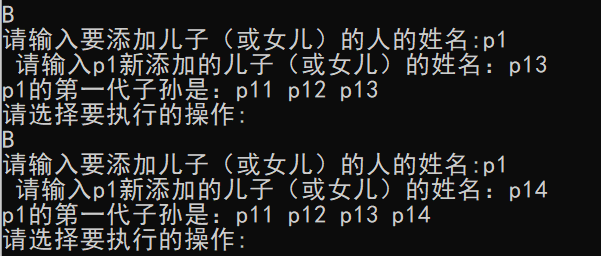 B
请输入要添加儿子（或女儿）的人的姓名:p1
请输入p1新添加的儿子（或女儿）的姓名：p13
p1的第一代子孙是：p11 p12 p13
请选择要执行的操作:
B
请输入要添加儿子（或女儿）的人的姓名:p1
请输入p1新添加的儿子（或女儿）的姓名：p14
p1的第一代子孙是：p11 p12 p13 p14
请选择要执行的操作: